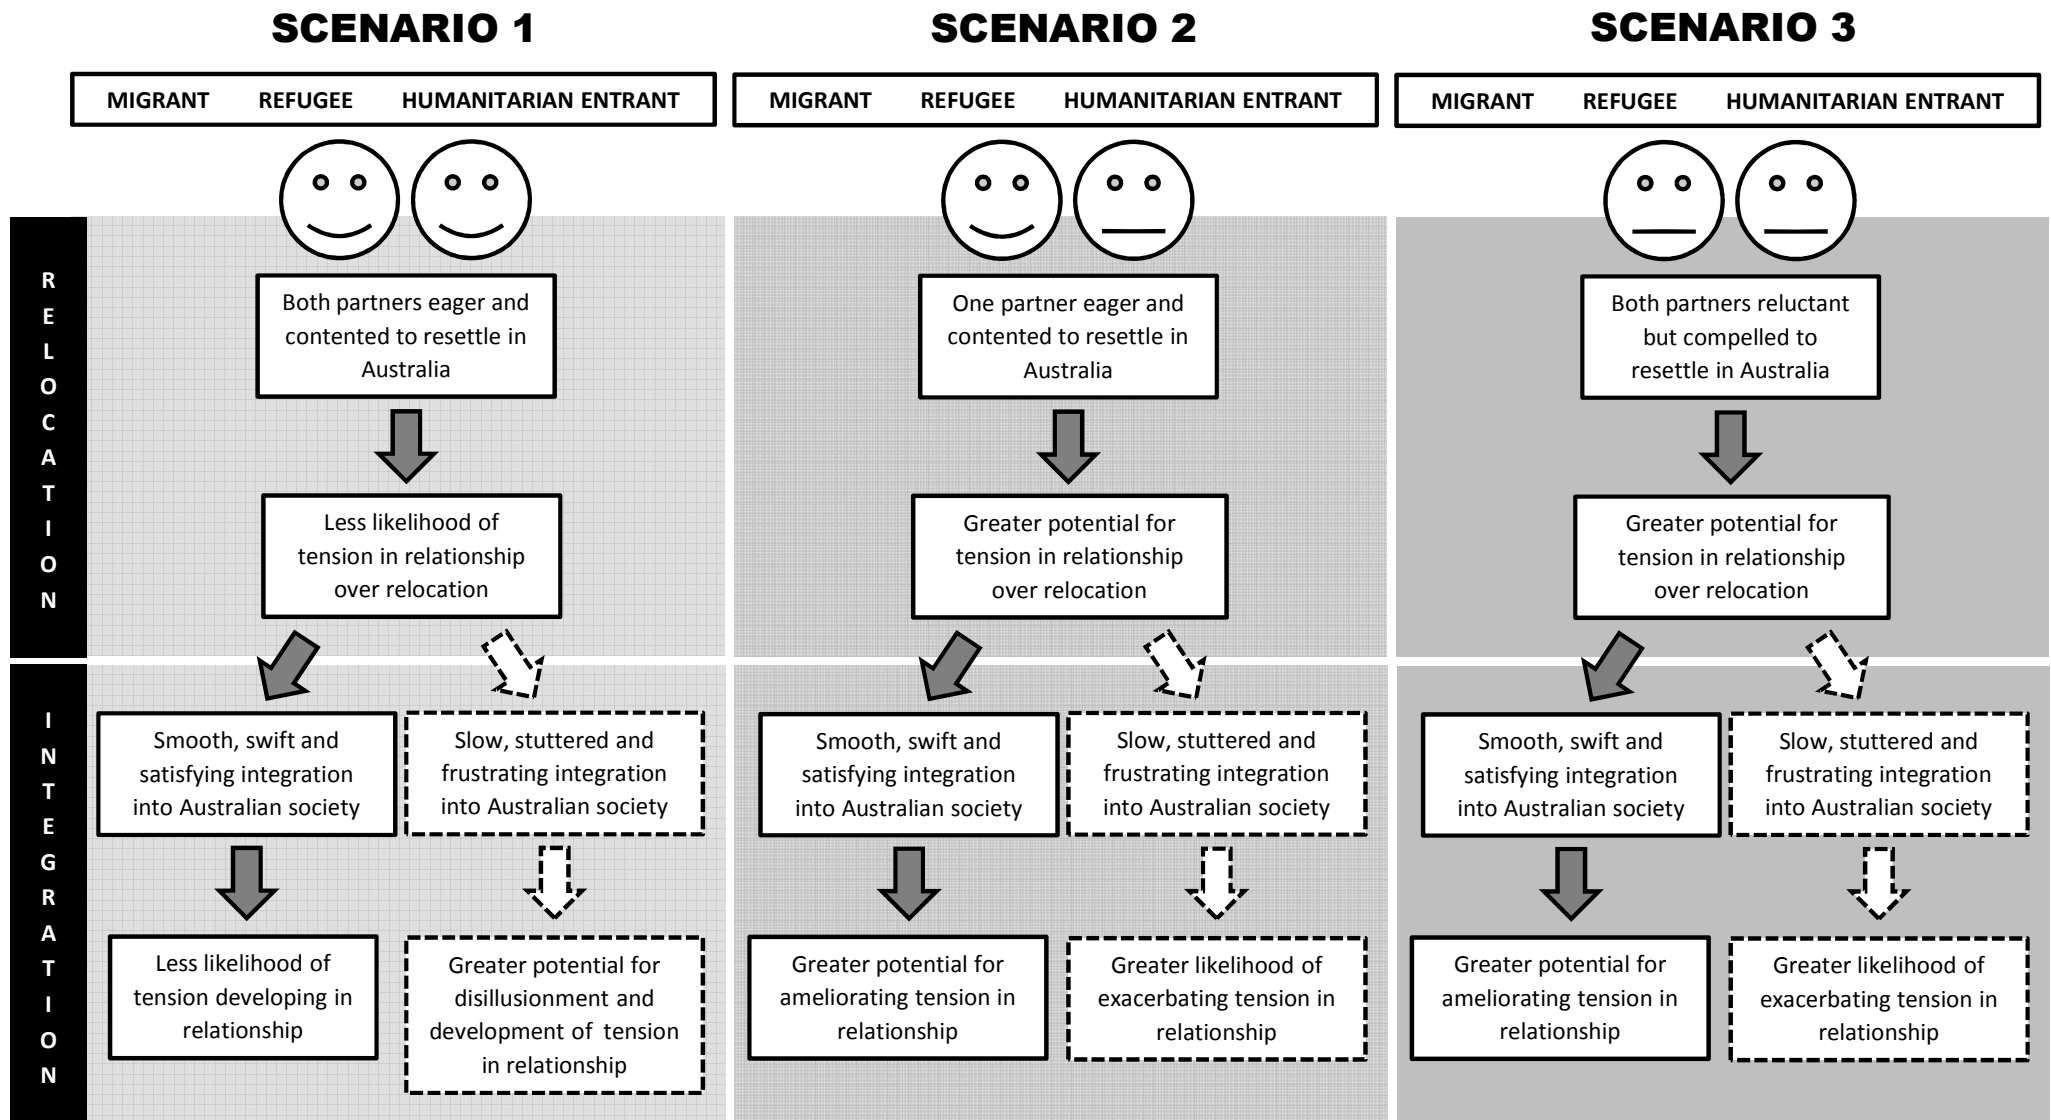 SCENARIO 1
SCENARIO 2
SCENARIO 3
MIGRANT REFUGEE HUMANITARIAN ENTRANT
MIGRANT REFUGEE HUMANITARIAN ENTRANT
MIGRANT REFUGEE HUMANITARIAN ENTRANT
RELOCATION
Both partners eager and
contented to resettle in
Australia
One partner eager and
contented to resettle in
Australia
Both partners reluctant
but compelled to
resettle in Australia
Less likelihood of
tension in relationship
over relocation
Greater potential for
tension in relationship
over relocation
Greater potential for
tension in relationship
over relocation
INTEGRATION
Smooth, swift and
satisfying integration
into Australian society
Slow, stuttered and
frustrating integration
into Australian society
Smooth, swift and
satisfying integration
into Australian society
Slow, stuttered and
frustrating integration
into Australian society
Smooth, swift and
satisfying integration
into Australian society
Slow, stuttered and
frustrating integration
into Australian society
Less likelihood of
tension developing in
relationship
Greater potential for
disillusionment and
development of tension
in relationship
Greater potential for
ameliorating tension in
relationship
Greater likelihood of
exacerbating tension in
relationship
Greater potential for
ameliorating tension in
relationship
Greater likelihood of
exacerbating tension in
relationship